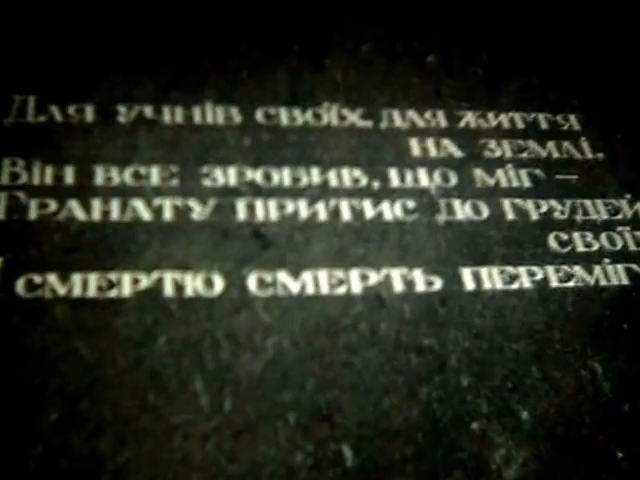 Для учнів своїх, для життя
на землі,
Він все зробив, що міг –
Гранату притис до грудей
свої
смертю смерть переміг